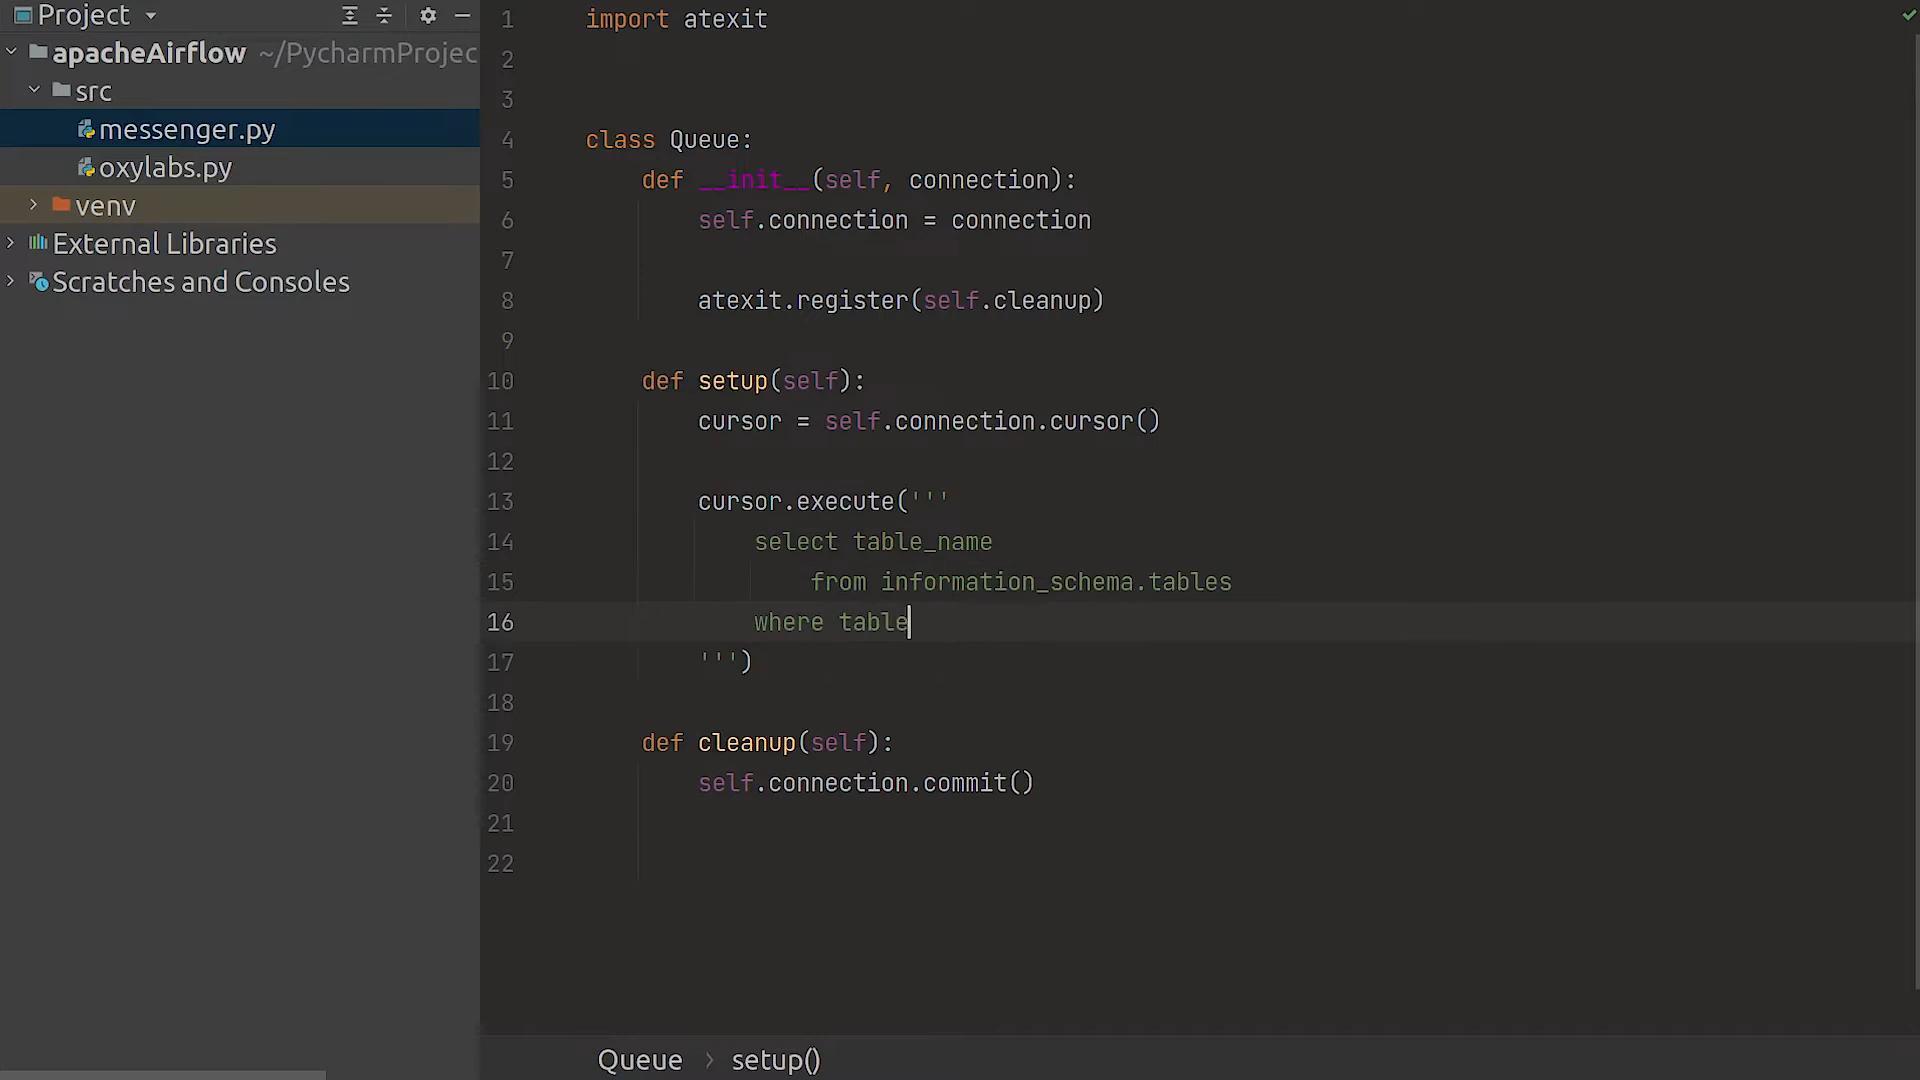 Project
apacheAirflow ~/PycharmProjec
src
messenger.py
oxylabs.py
venv
External Libraries
Scratches and Consoles
1 import atexit
2
3
4 class Queue:
5 def __init__(self, connection):
6 self.connection = connection
7
8 atexit.register(self.cleanup)
9
10 def setup(self):
11 cursor = self.connection.cursor()
12
13 cursor.execute('''
14 select table_name
15 from information_schema.tables
16 where table
17 ''')
18
19 def cleanup(self):
20 self.connection.commit()
21
22
Queue > setup()